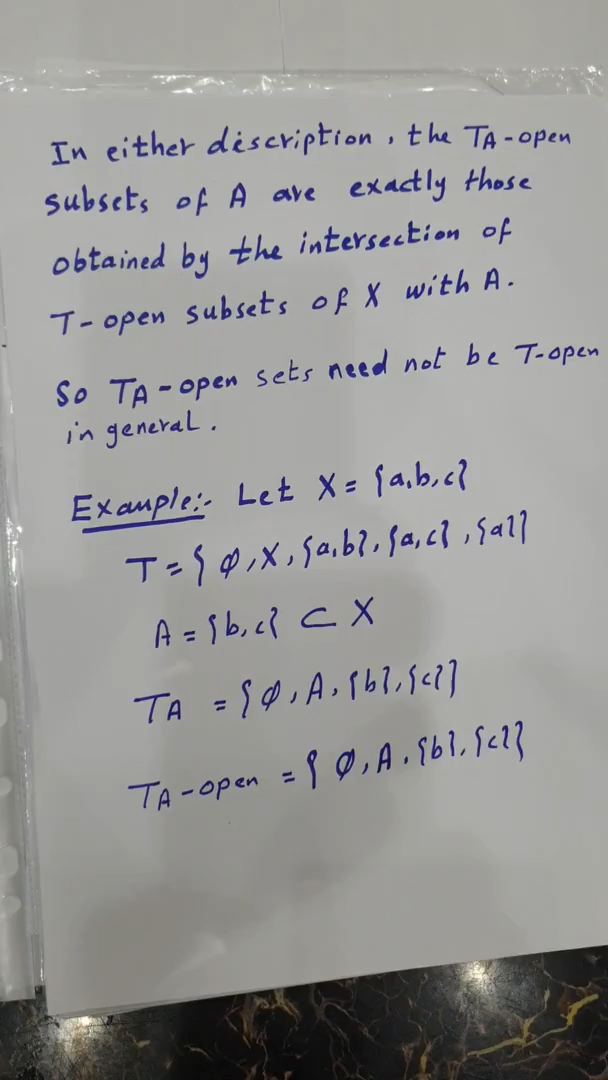 In either description, the TA-open
subsets of A are exactly those
obtained by the intersection of
T-open subsets of X with A.
So TA-open sets need not be T-open
in general.
Example:- Let X = {a,b,c}
T = { Ø, X, {a,b}, {a,c}, {a}}
A = {b,c} ⊂ X
TA = { Ø, A, {b}, {c}}
TA-open = { Ø, A, {b}, {c}}